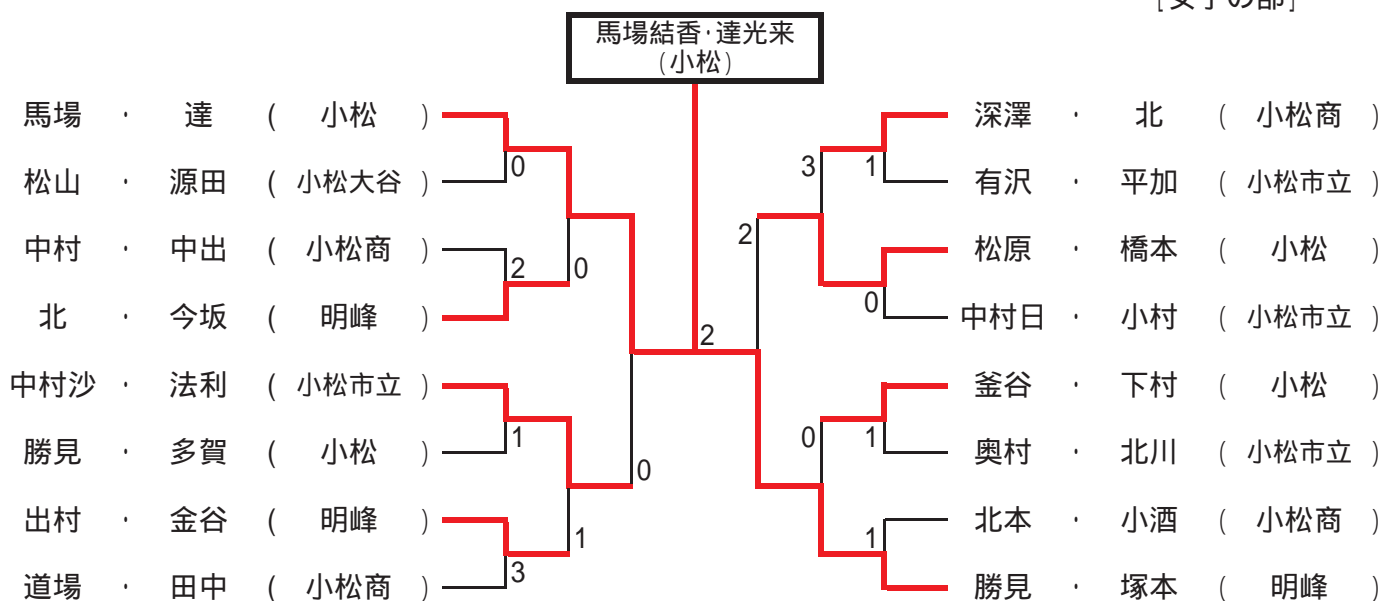 [女子の部]
馬場結香・達光来
(小松)
馬場 ・ 達 ( 小松 )
松山 ・ 源田 ( 小松大谷 )
中村 ・ 中出 ( 小松商 )
北 ・ 今坂 ( 明峰 )
中村沙 ・ 法利 ( 小松市立 )
勝見 ・ 多賀 ( 小松 )
出村 ・ 金谷 ( 明峰 )
道場 ・ 田中 ( 小松商 )
0
2
1
3
0
1
0
2
2
3
0
1
0
1
1
深澤 ・ 北 ( 小松商 )
有沢 ・ 平加 ( 小松市立 )
松原 ・ 橋本 ( 小松 )
中村日 ・ 小村 ( 小松市立 )
釜谷 ・ 下村 ( 小松 )
奥村 ・ 北川 ( 小松市立 )
北本 ・ 小酒 ( 小松商 )
勝見 ・ 塚本 ( 明峰 )